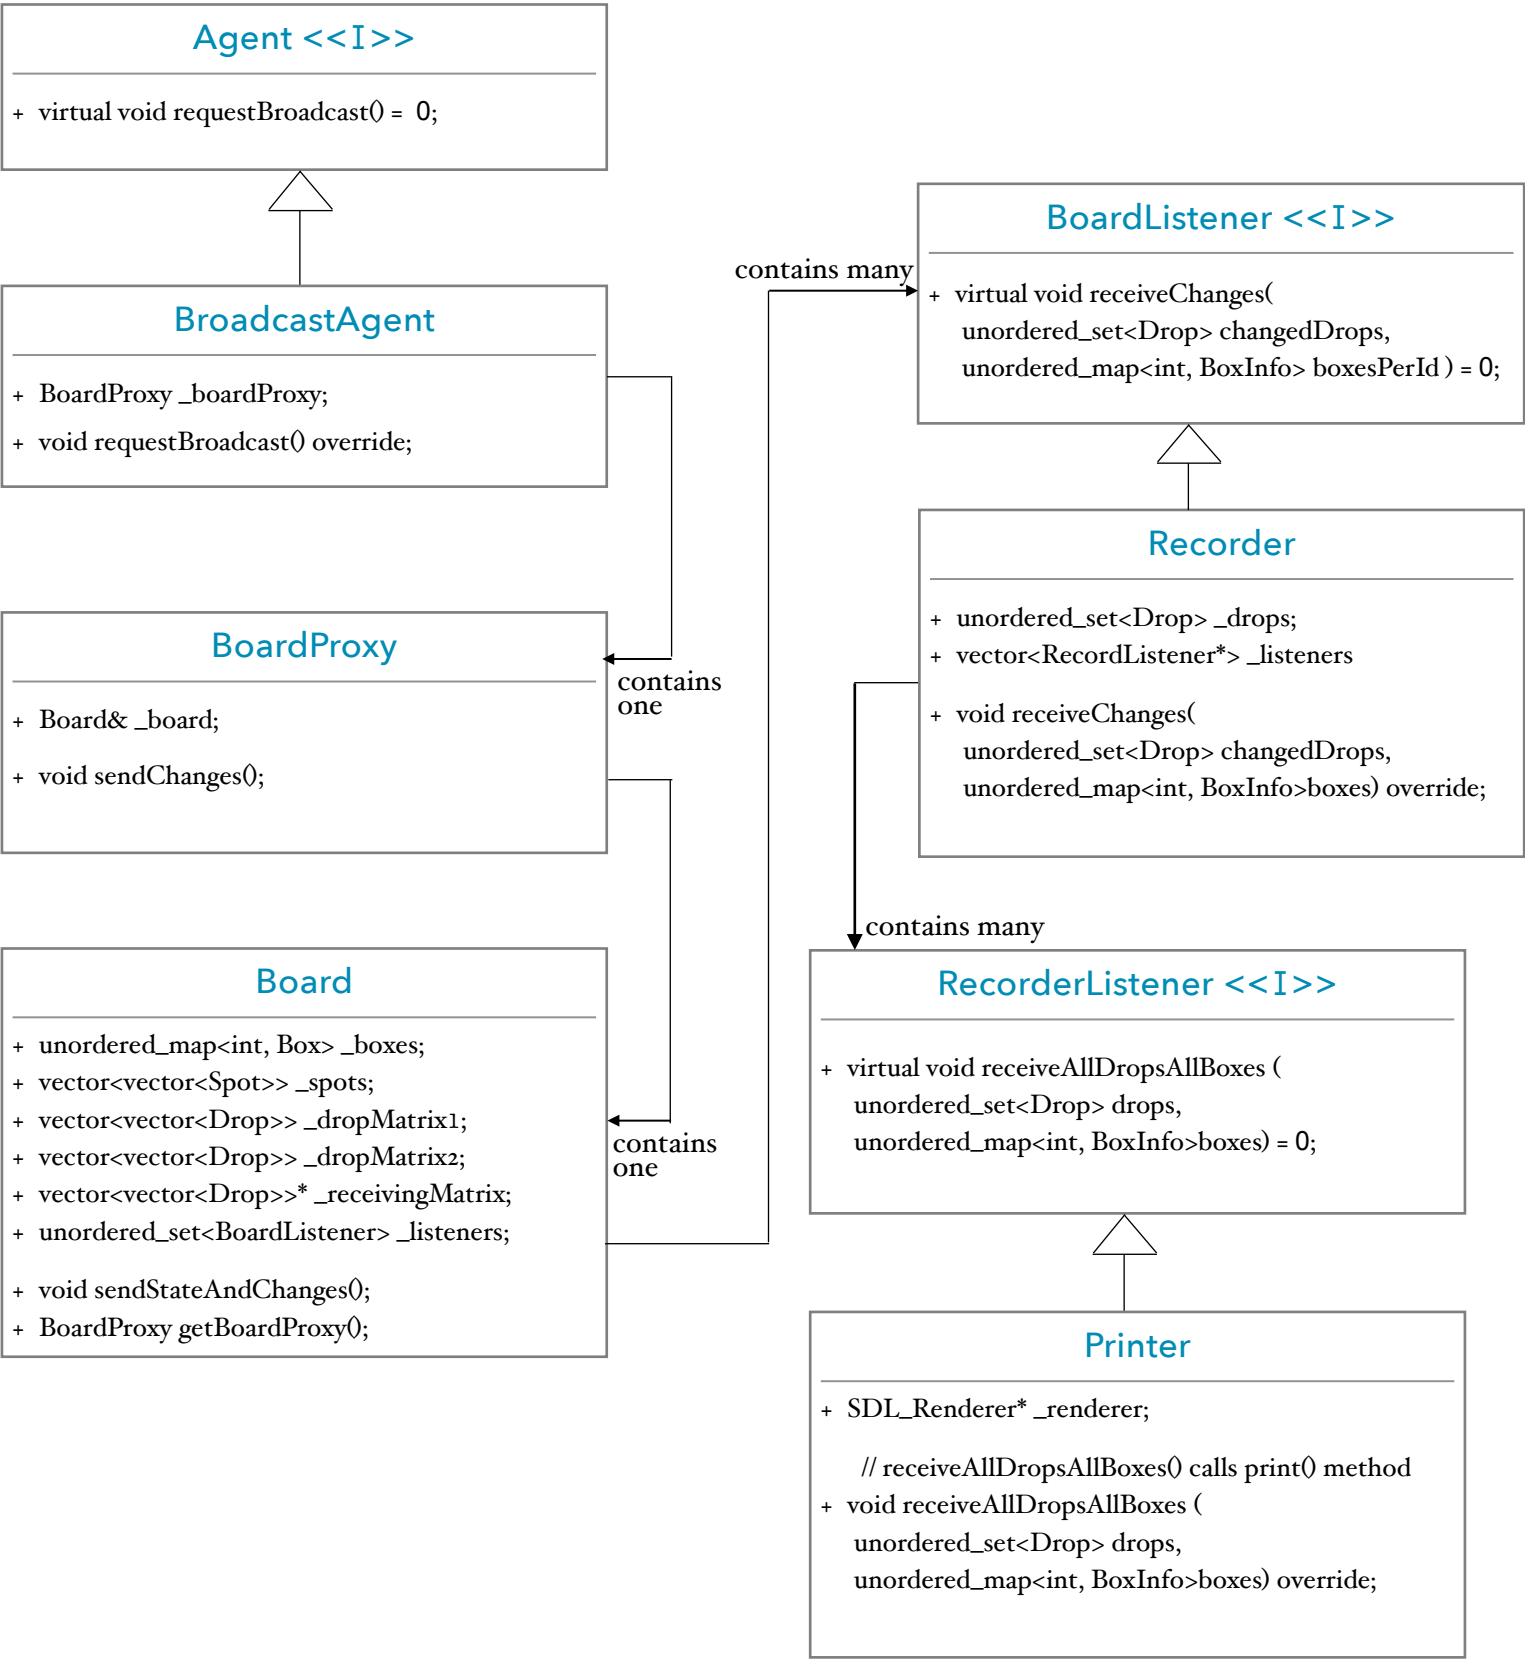 Agent <<I>>
+ virtual void requestBroadcast() = 0;
BroadcastAgent
+ BoardProxy _boardProxy;
+ void requestBroadcast() override;
contains
one
BoardProxy
+ Board& _board;
+ void sendChanges();
contains
one
Board
+ unordered_map<int, Box> _boxes;
+ vector<vector<Spot>> _spots;
+ vector<vector<Drop>> _dropMatrix1;
+ vector<vector<Drop>> _dropMatrix2;
+ vector<vector<Drop>>* _receivingMatrix;
+ unordered_set<BoardListener> _listeners;
+ void sendStateAndChanges();
+ BoardProxy getBoardProxy();
contains many
BoardListener <<I>>
+ virtual void receiveChanges(
unordered_set<Drop> changedDrops,
unordered_map<int, BoxInfo> boxesPerId ) = 0;
Recorder
+ unordered_set<Drop> _drops;
+ vector<RecordListener*> _listeners
+ void receiveChanges(
unordered_set<Drop> changedDrops,
unordered_map<int, BoxInfo>boxes) override;
contains many
RecorderListener <<I>>
+ virtual void receiveAllDropsAllBoxes (
unordered_set<Drop> drops,
unordered_map<int, BoxInfo>boxes) = 0;
Printer
+ SDL_Renderer* _renderer;
// receiveAllDropsAllBoxes() calls print() method
+ void receiveAllDropsAllBoxes (
unordered_set<Drop> drops,
unordered_map<int, BoxInfo>boxes) override;